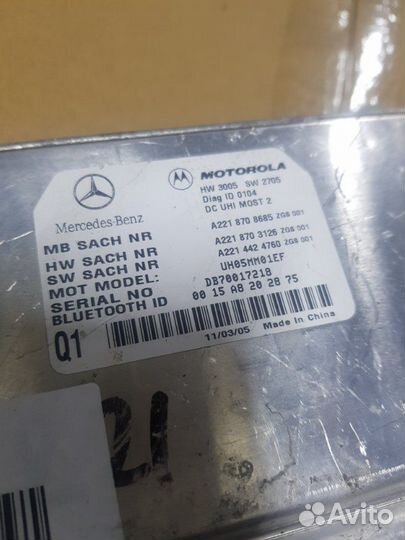 MOTOROLA
HW 3005 SW 2705
Diag ID 0104
DC UHI MOST 2
Mercedes-Benz
MB SACH NR A221 870 8685 ZGS 001
HW SACH NR A221 870 3126 ZGS 001
SW SACH NR A221 442 4760 ZGS 001
MOT MODEL: UH05MM01EF
SERIAL NO DB7001721B
BLUETOOTH ID 00 15 A8 20 28 75
Q1
11/03/05 Made in China
21
Avito